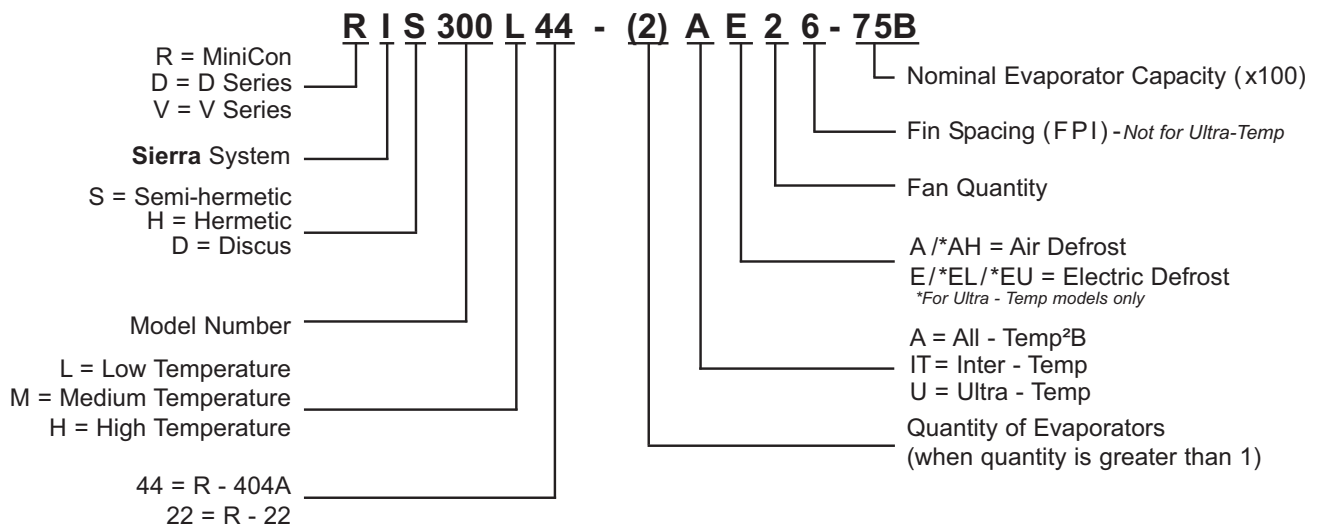 R I S 300 L 44 - (2) A E 2 6 - 75B
R = MiniCon
D = D Series
V = V Series
Sierra System
S = Semi-hermetic
H = Hermetic
D = Discus
Model Number
L = Low Temperature
M = Medium Temperature
H = High Temperature
44 = R - 404A
22 = R - 22
Nominal Evaporator Capacity (x100)
Fin Spacing (FPI) - Not for Ultra-Temp
Fan Quantity
A /*AH = Air Defrost
E/*EL/*EU = Electric Defrost
*For Ultra - Temp models only
A = All - Temp²B
IT = Inter - Temp
U = Ultra - Temp
Quantity of Evaporators
(when quantity is greater than 1)